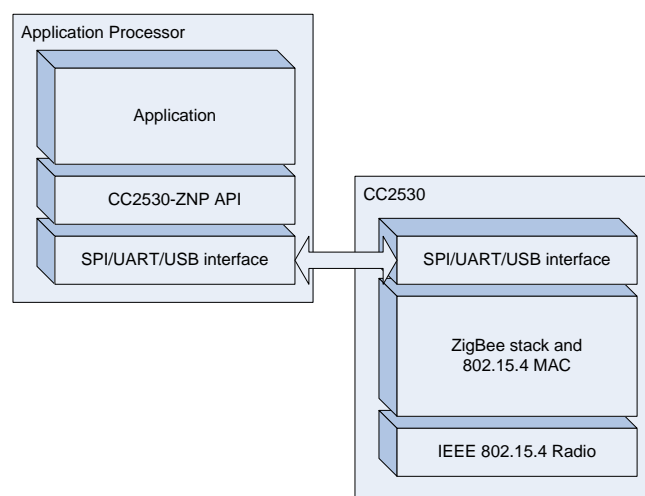 Application Processor
Application
CC2530-ZNP API
SPI/UART/USB interface
CC2530
SPI/UART/USB interface
ZigBee stack and
802.15.4 MAC
IEEE 802.15.4 Radio